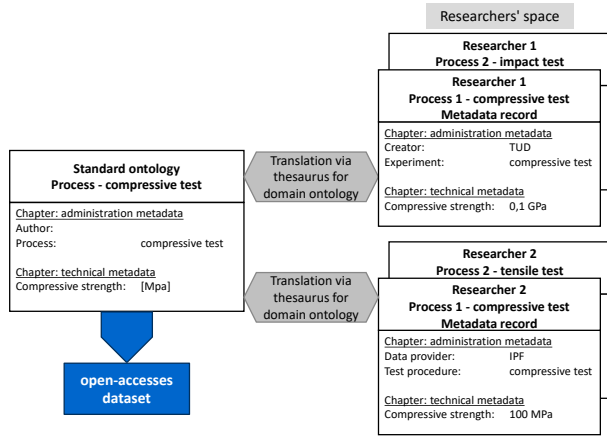 Researchers' space
Researcher 1
Process 2 - impact test
Researcher 1
Process 1 - compressive test
Metadata record
Chapter: administration metadata
Creator: TUD
Experiment: compressive test
Chapter: technical metadata
Compressive strength: 0,1 GPa
Translation via
thesaurus for
domain ontology
Standard ontology
Process - compressive test
Chapter: administration metadata
Author:
Process: compressive test
Chapter: technical metadata
Compressive strength: [Mpa]
Translation via
thesaurus for
domain ontology
Researcher 2
Process 2 - tensile test
Researcher 2
Process 1 - compressive test
Metadata record
Chapter: administration metadata
Data provider: IPF
Test procedure: compressive test
Chapter: technical metadata
Compressive strength: 100 MPa
open-accesses
dataset